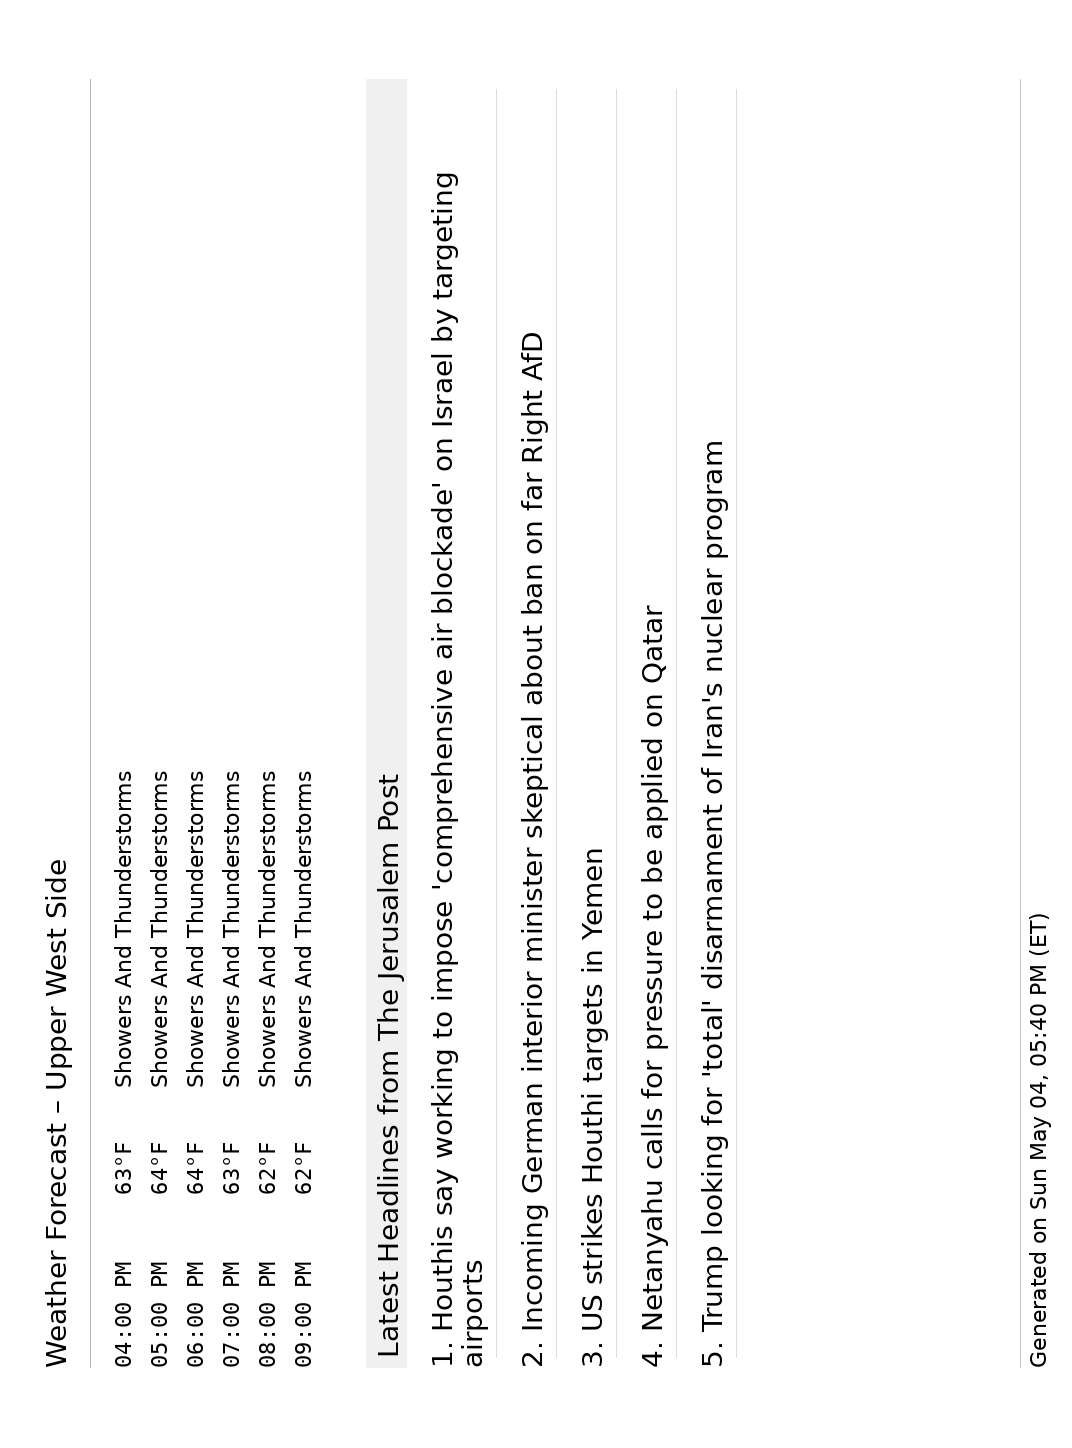 Weather Forecast – Upper West Side
04:00 PM 63°F Showers And Thunderstorms
05:00 PM 64°F Showers And Thunderstorms
06:00 PM 64°F Showers And Thunderstorms
07:00 PM 63°F Showers And Thunderstorms
08:00 PM 62°F Showers And Thunderstorms
09:00 PM 62°F Showers And Thunderstorms
Latest Headlines from The Jerusalem Post
1. Houthis say working to impose 'comprehensive air blockade' on Israel by targeting
airports
2. Incoming German interior minister skeptical about ban on far Right AfD
3. US strikes Houthi targets in Yemen
4. Netanyahu calls for pressure to be applied on Qatar
5. Trump looking for 'total' disarmament of Iran's nuclear program
Generated on Sun May 04, 05:40 PM (ET)